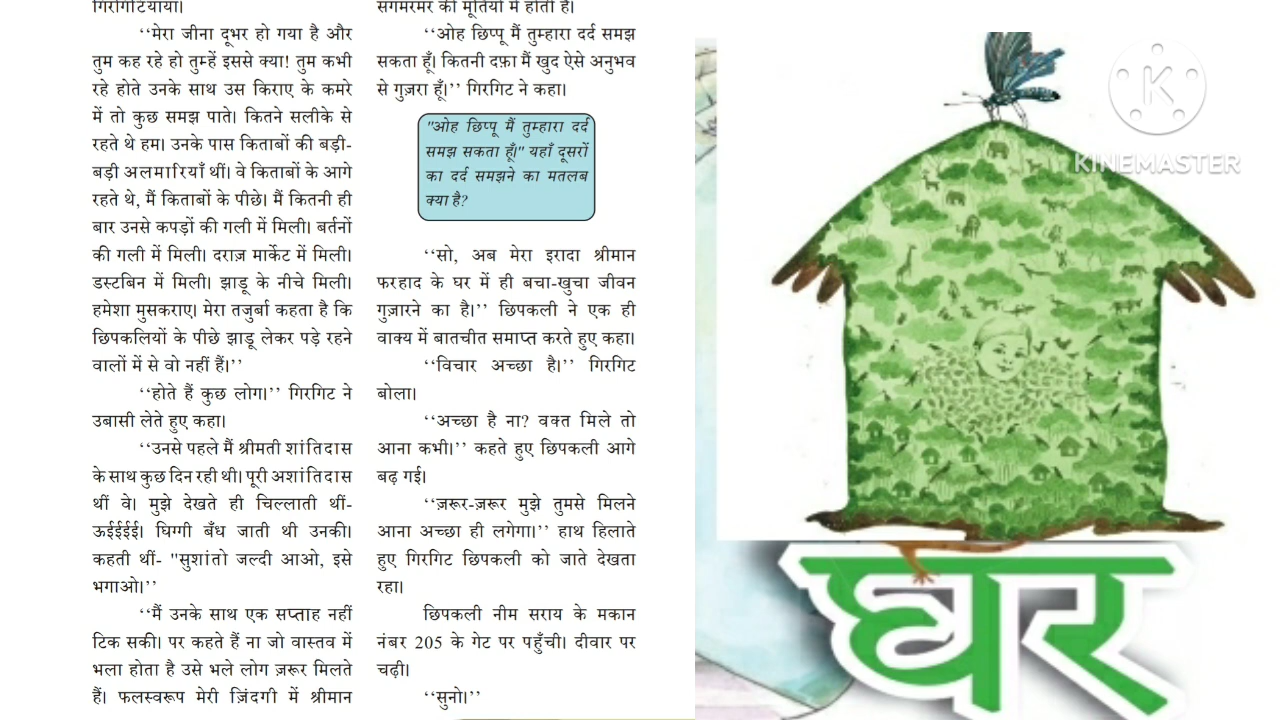 गिरगिटियाया।
‘‘मेरा जीना दूभर हो गया है और
तुम कह रहे हो तुम्हें इससे क्या! तुम कभी
रहे होते उनके साथ उस किराए के कमरे
में तो कुछ समझ पाते। कितने सलीके से
रहते थे हम। उनके पास किताबों की बड़ी-
बड़ी अलमारियाँ थीं। वे किताबों के आगे
रहते थे, मैं किताबों के पीछे। मैं कितनी ही
बार उनसे कपड़ों की गली में मिली। बर्तनों
की गली में मिली। दराज़ मार्केट में मिली।
डस्टबिन में मिली। झाड़ू के नीचे मिली।
हमेशा मुसकराए। मेरा तजुर्बा कहता है कि
छिपकलियों के पीछे झाड़ू लेकर पड़े रहने
वालों में से वो नहीं हैं।’’
‘‘होते हैं कुछ लोग।’’ गिरगिट ने
उबासी लेते हुए कहा।
‘‘उनसे पहले मैं श्रीमती शांतिदास
के साथ कुछ दिन रही थी। पूरी अशांतिदास
थीं वे। मुझे देखते ही चिल्लाती थीं-
ऊईईईईई। घिग्गी बँध जाती थी उनकी।
कहती थीं- "सुशांतो जल्दी आओ, इसे
भगाओ।’’
‘‘मैं उनके साथ एक सप्ताह नहीं
टिक सकी। पर कहते हैं ना जो वास्तव में
भला होता है उसे भले लोग ज़रूर मिलते
हैं। फलस्वरूप मेरी ज़िंदगी में श्रीमान
संगमरमर की मूर्तियों में होती है।
‘‘ओह छिप्पू मैं तुम्हारा दर्द समझ
सकता हूँ। कितनी दफ़ा मैं खुद ऐसे अनुभव
से गुज़रा हूँ।’’ गिरगिट ने कहा।
"ओह छिप्पू मैं तुम्हारा दर्द
समझ सकता हूँ।" यहाँ दूसरों
का दर्द समझने का मतलब
क्या है?
‘‘सो, अब मेरा इरादा श्रीमान
फरहाद के घर में ही बचा-खुचा जीवन
गुज़ारने का है।’’ छिपकली ने एक ही
वाक्य में बातचीत समाप्त करते हुए कहा।
‘‘विचार अच्छा है।’’ गिरगिट
बोला।
‘‘अच्छा है ना? वक्त मिले तो
आना कभी।’’ कहते हुए छिपकली आगे
बढ़ गई।
‘‘ज़रूर-ज़रूर मुझे तुमसे मिलने
आना अच्छा ही लगेगा।’’ हाथ हिलाते
हुए गिरगिट छिपकली को जाते देखता
रहा।
छिपकली नीम सराय के मकान
नंबर 205 के गेट पर पहुँची। दीवार पर
चढ़ी।
‘‘सुनो।’’
K
KINEMASTER
घर